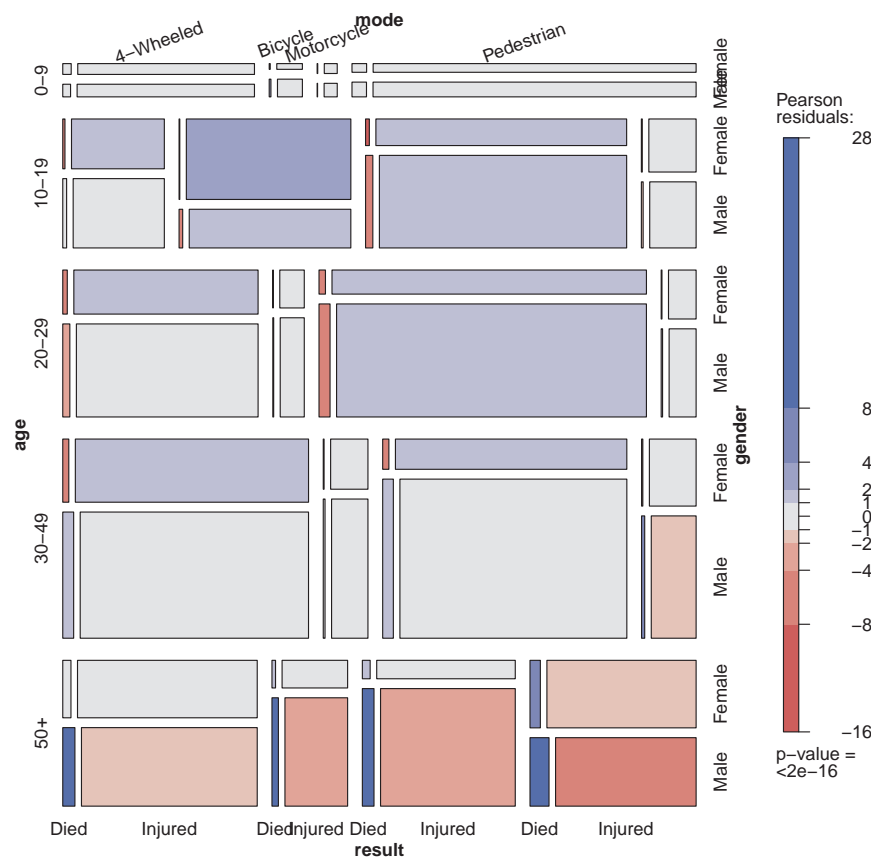 mode
4−Wheeled
Bicycle
Motorcycle
Pedestrian
age
0−9
10−19
20−29
30−49
50+
gender
Female
Male
Female
Male
Female
Male
Female
Male
Female
Male
Died
Injured
Died
Injured
Died
Injured
Died
Injured
result
Pearson
residuals:
28
8
4
2
1
0
−1
−2
−4
−8
−16
p−value =
<2e−16